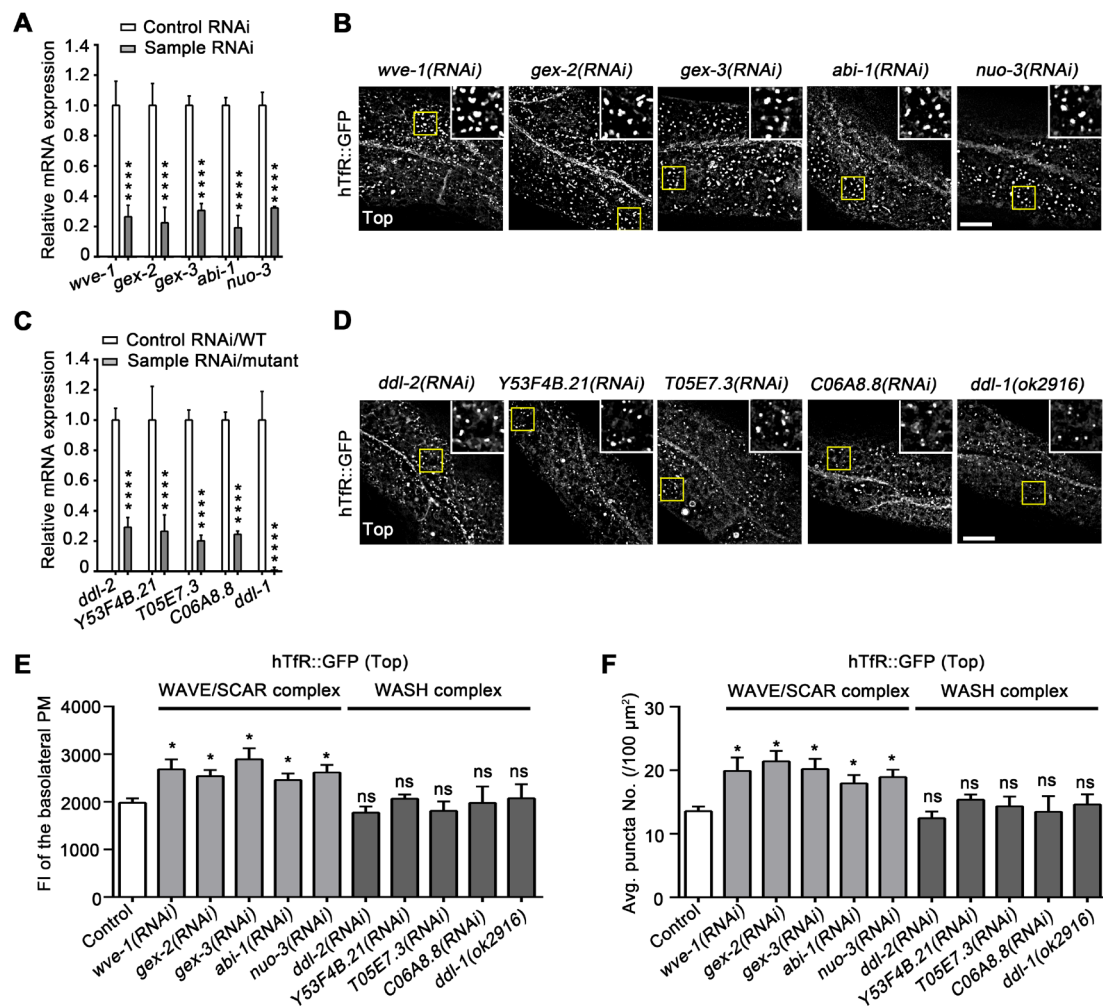 A
Control RNAi
Sample RNAi
Relative mRNA expression
1.4
1.2
1.0
0.8
0.6
0.4
0.2
0
****
****
****
****
****
wve-1
gex-2
gex-3
abi-1
nuo-3
B
wve-1(RNAi)
gex-2(RNAi)
gex-3(RNAi)
abi-1(RNAi)
nuo-3(RNAi)
hTfR::GFP
Top
C
Control RNAi/WT
Sample RNAi/mutant
Relative mRNA expression
1.4
1.2
1.0
0.8
0.6
0.4
0.2
0
****
****
****
****
****
ddl-2
Y53F4B.21
T05E7.3
C06A8.8
ddl-1
D
ddl-2(RNAi)
Y53F4B.21(RNAi)
T05E7.3(RNAi)
C06A8.8(RNAi)
ddl-1(ok2916)
hTfR::GFP
Top
E
hTfR::GFP (Top)
WAVE/SCAR complex
WASH complex
FI of the basolateral PM
4000
3000
2000
1000
0
* * * * * ns ns ns ns ns
Control
wve-1(RNAi)
gex-2(RNAi)
gex-3(RNAi)
abi-1(RNAi)
nuo-3(RNAi)
ddl-2(RNAi)
Y53F4B.21(RNAi)
T05E7.3(RNAi)
C06A8.8(RNAi)
ddl-1(ok2916)
F
hTfR::GFP (Top)
WAVE/SCAR complex
WASH complex
Avg. puncta No. (/100 µm²)
30
20
10
0
* * * * * ns ns ns ns ns
Control
wve-1(RNAi)
gex-2(RNAi)
gex-3(RNAi)
abi-1(RNAi)
nuo-3(RNAi)
ddl-2(RNAi)
Y53F4B.21(RNAi)
T05E7.3(RNAi)
C06A8.8(RNAi)
ddl-1(ok2916)